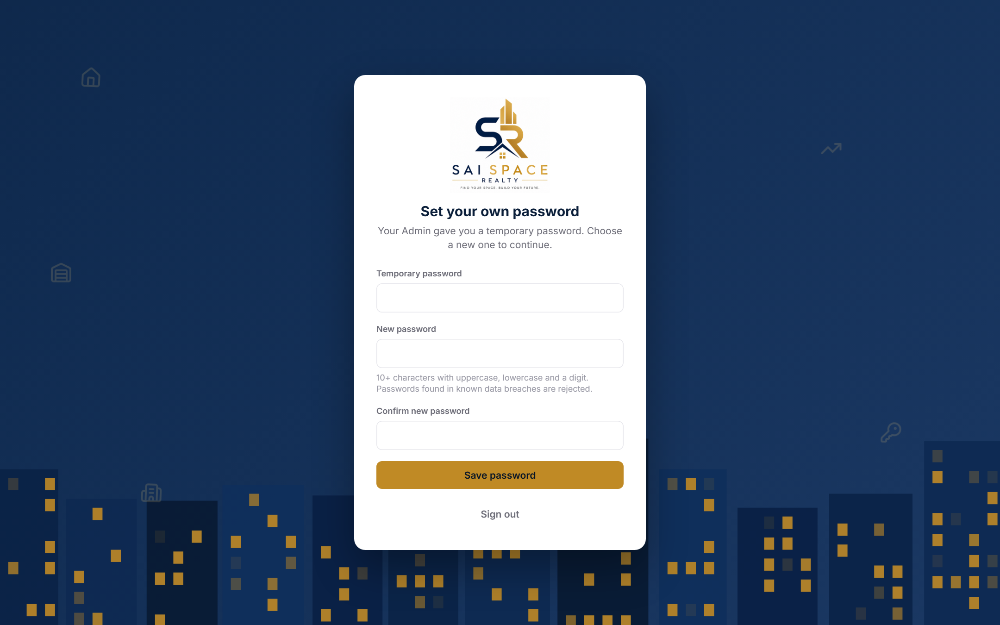 SR
SAI SPACE
REALTY
FIND YOUR SPACE. BUILD YOUR FUTURE.
Set your own password
Your Admin gave you a temporary password. Choose
a new one to continue.
Temporary password
New password
10+ characters with uppercase, lowercase and a digit.
Passwords found in known data breaches are rejected.
Confirm new password
Save password
Sign out